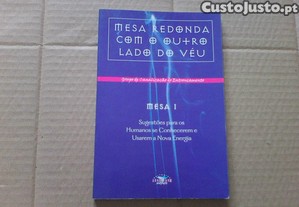 CustoJusto.pt
MESA REDONDA
COM O OUTRO
LADO DO VÉU
MESA 1
Sugestões para os
Humanos se Conhecerem e
Usarem a Nova Energia